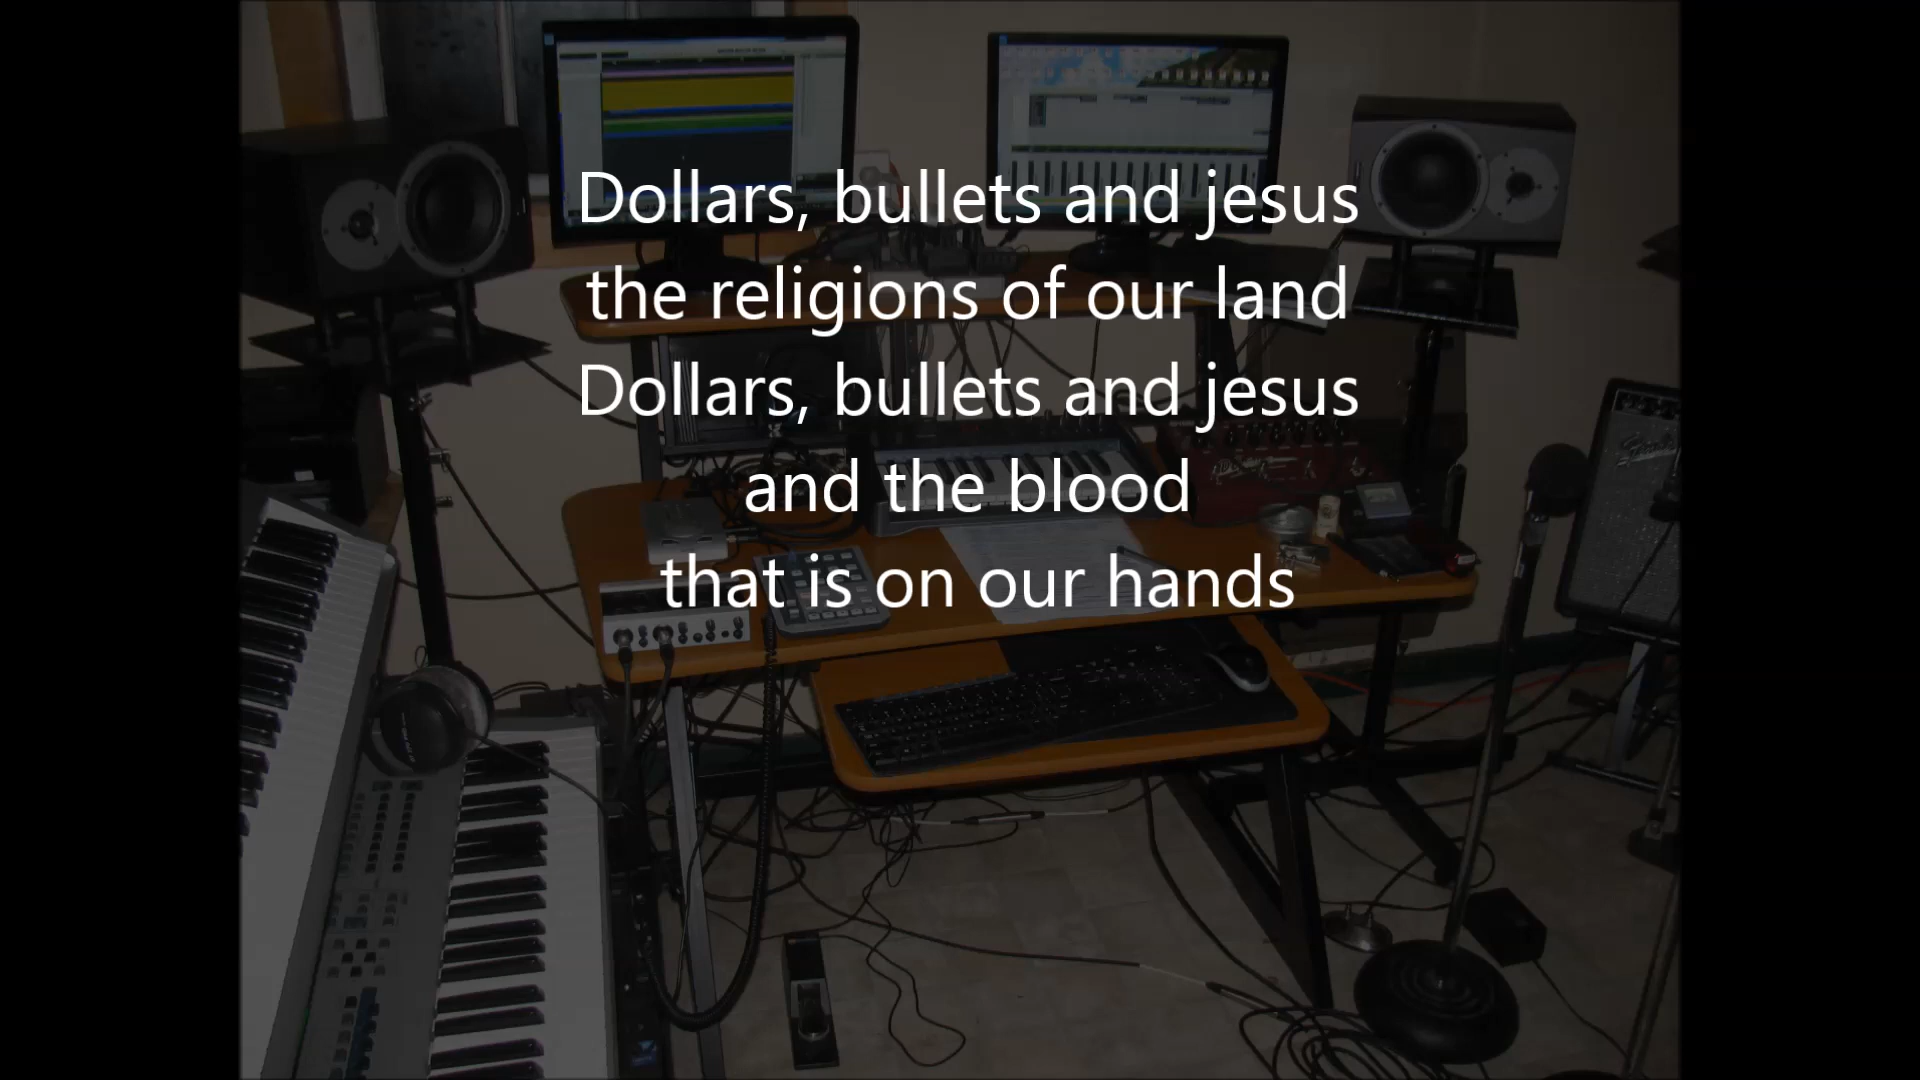 Dollars, bullets and jesus
the religions of our land
Dollars, bullets and jesus
and the blood
that is on our hands